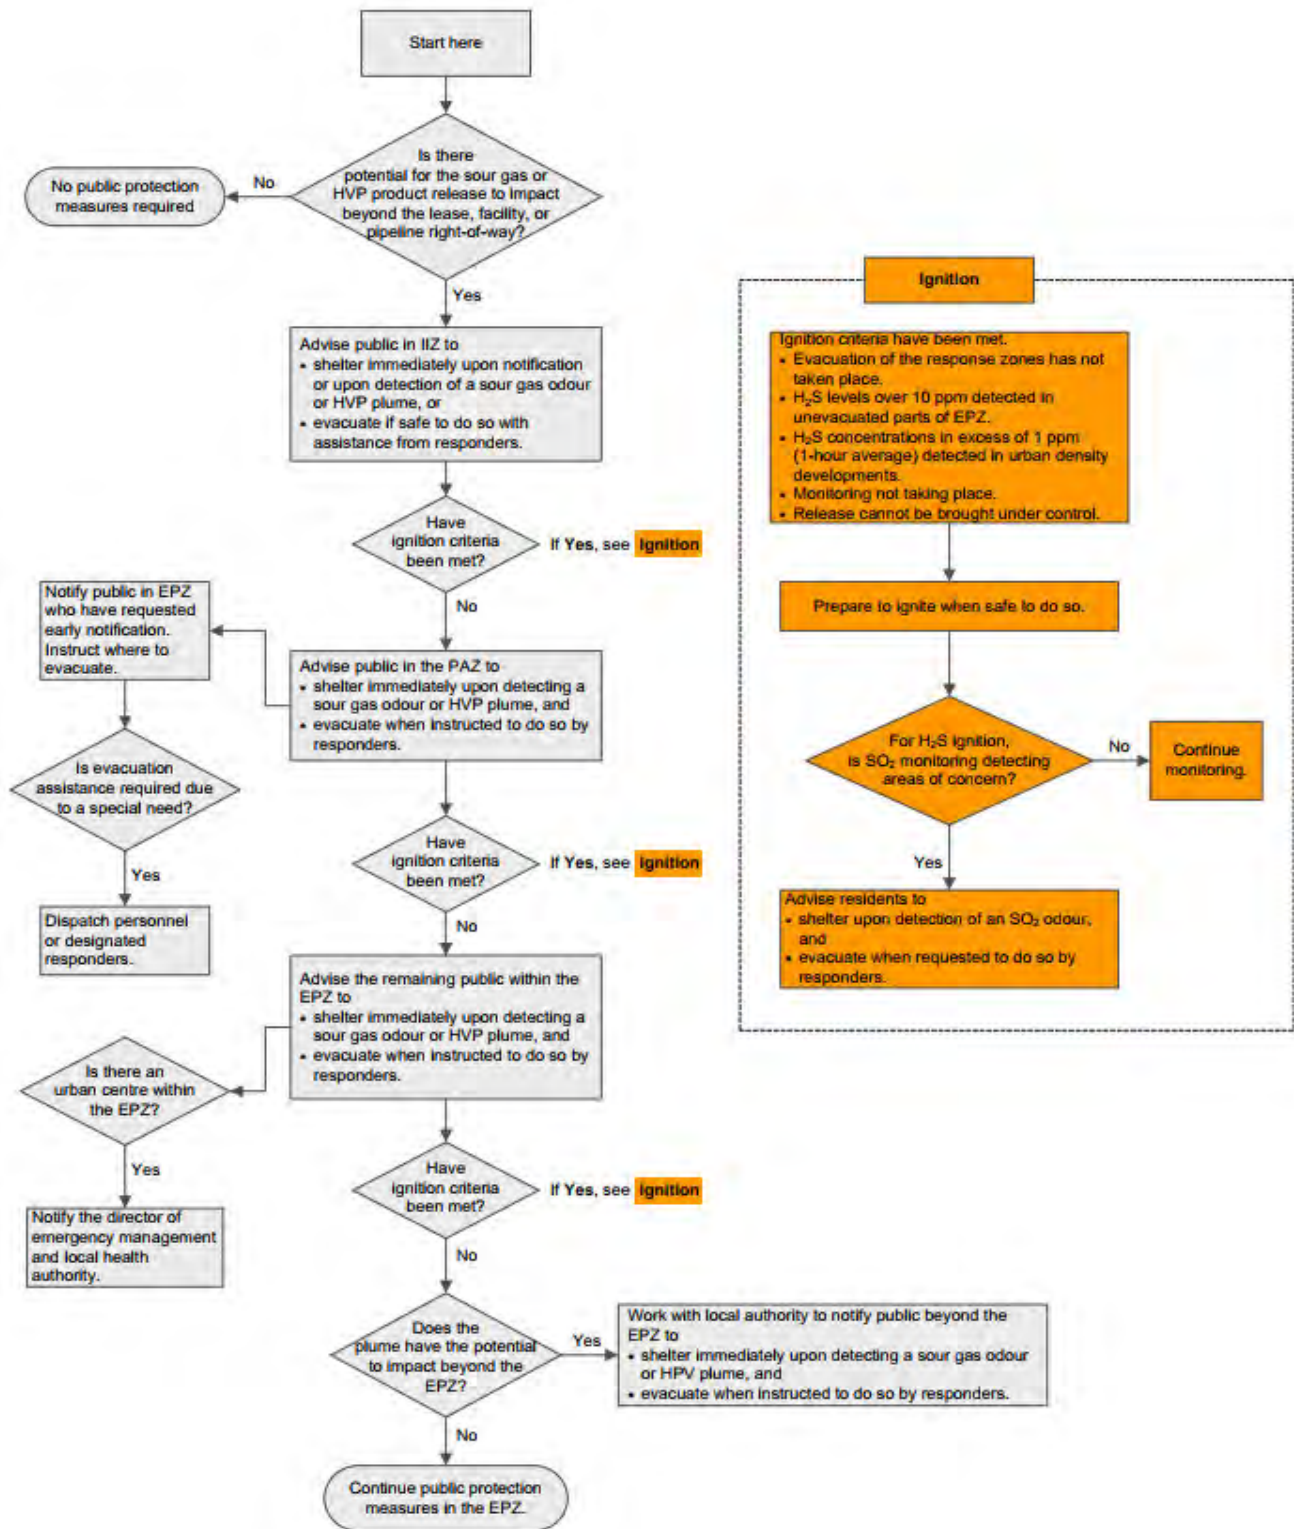 Start here
Is there
potential for the sour gas or
HVP product release to impact
beyond the lease, facility, or
pipeline right-of-way?
No
No public protection
measures required
Yes
Advise public in IIZ to
• shelter immediately upon notification
or upon detection of a sour gas odour
or HVP plume, or
• evacuate if safe to do so with
assistance from responders.
Have
ignition criteria
been met?
If Yes, see Ignition
No
Advise public in the PAZ to
• shelter immediately upon detecting a
sour gas odour or HVP plume, and
• evacuate when instructed to do so by
responders.
Notify public in EPZ
who have requested
early notification.
Instruct where to
evacuate.
Is evacuation
assistance required due
to a special need?
Yes
Dispatch personnel
or designated
responders.
Have
ignition criteria
been met?
If Yes, see Ignition
No
Advise the remaining public within the
EPZ to
• shelter immediately upon detecting a
sour gas odour or HVP plume, and
• evacuate when instructed to do so by
responders.
Is there an
urban centre within
the EPZ?
Yes
Notify the director of
emergency management
and local health
authority.
Have
ignition criteria
been met?
If Yes, see Ignition
No
Does the
plume have the potential
to impact beyond the
EPZ?
Yes
Work with local authority to notify public beyond the
EPZ to
• shelter immediately upon detecting a sour gas odour
or HPV plume, and
• evacuate when instructed to do so by responders.
No
Continue public protection
measures in the EPZ.
Ignition
Ignition criteria have been met.
• Evacuation of the response zones has not
taken place.
• H₂S levels over 10 ppm detected in
unevacuated parts of EPZ.
• H₂S concentrations in excess of 1 ppm
(1-hour average) detected in urban density
developments.
• Monitoring not taking place.
• Release cannot be brought under control.
Prepare to ignite when safe to do so.
For H₂S ignition,
is SO₂ monitoring detecting
areas of concern?
No
Continue
monitoring.
Yes
Advise residents to
• shelter upon detection of an SO₂ odour,
and
• evacuate when requested to do so by
responders.